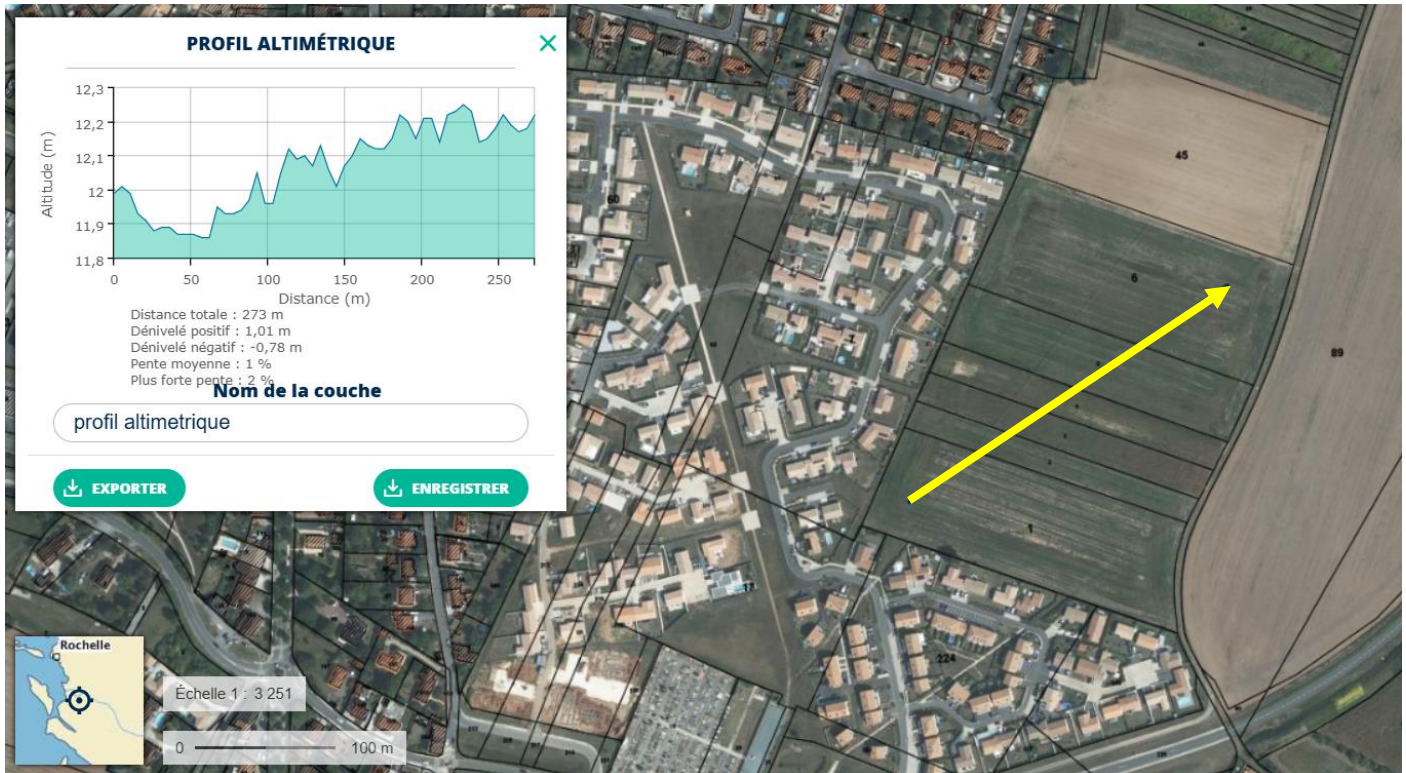 PROFIL ALTIMÉTRIQUE
12,3
12,2
12,1
12
11,9
11,8
Altitude (m)
0 50 100 150 200 250
Distance (m)
Distance totale : 273 m
Dénivelé positif : 1,01 m
Dénivelé négatif : -0,78 m
Pente moyenne : 1 %
Plus forte pente : 2 %
Nom de la couche
profil altimetrique
EXPORTER
ENREGISTRER
45
6
89
60
1
1
17
224
Rochelle
Échelle 1 : 3 251
0 100 m